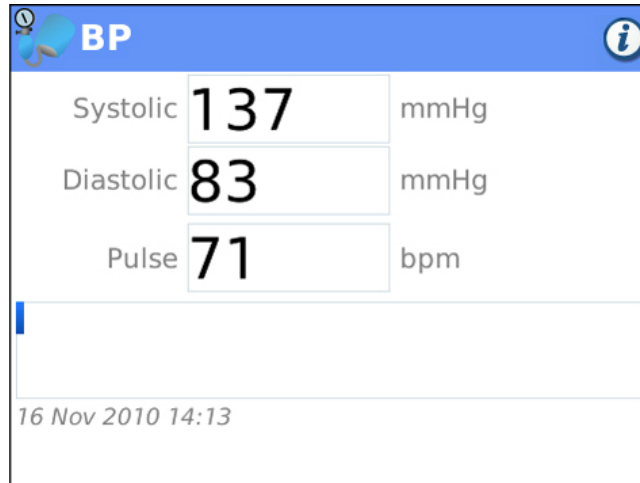 BP
Systolic 137 mmHg
Diastolic 83 mmHg
Pulse 71 bpm
16 Nov 2010 14:13